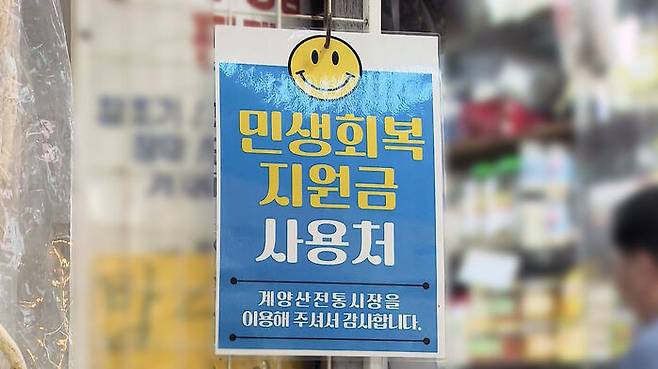 민생회복
지원금
사용처
계양산전통시장을
이용해 주셔서 감사합니다.